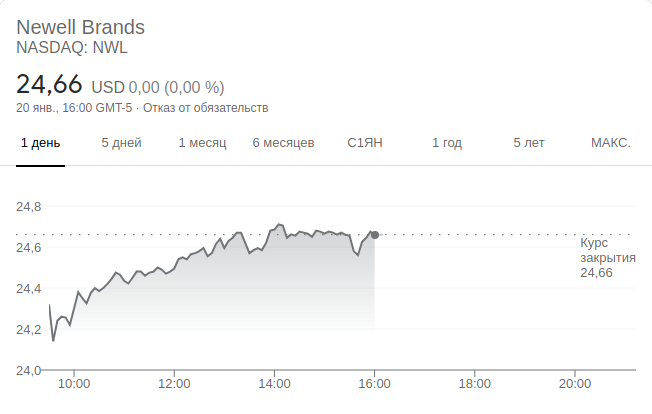 Newell Brands
NASDAQ: NWL
24,66 USD 0,00 (0,00 %)
20 янв., 16:00 GMT-5 · Отказ от обязательств
1 день 5 дней 1 месяц 6 месяцев С1ЯН 1 год 5 лет МАКС.
24,8
24,6
24,4
24,2
24,0
Курс
закрытия
24,66
10:00 12:00 14:00 16:00 18:00 20:00